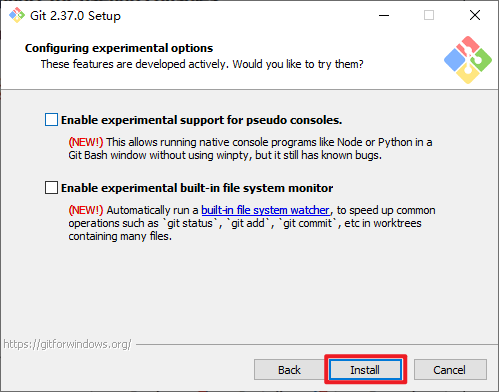 Git 2.37.0 Setup
Configuring experimental options
These features are developed actively. Would you like to try them?
Enable experimental support for pseudo consoles.
(NEW!) This allows running native console programs like Node or Python in a
Git Bash window without using winpty, but it still has known bugs.
Enable experimental built-in file system monitor
(NEW!) Automatically run a built-in file system watcher, to speed up common
operations such as `git status`, `git add`, `git commit`, etc in worktrees
containing many files.
https://gitforwindows.org/
Back
Install
Cancel